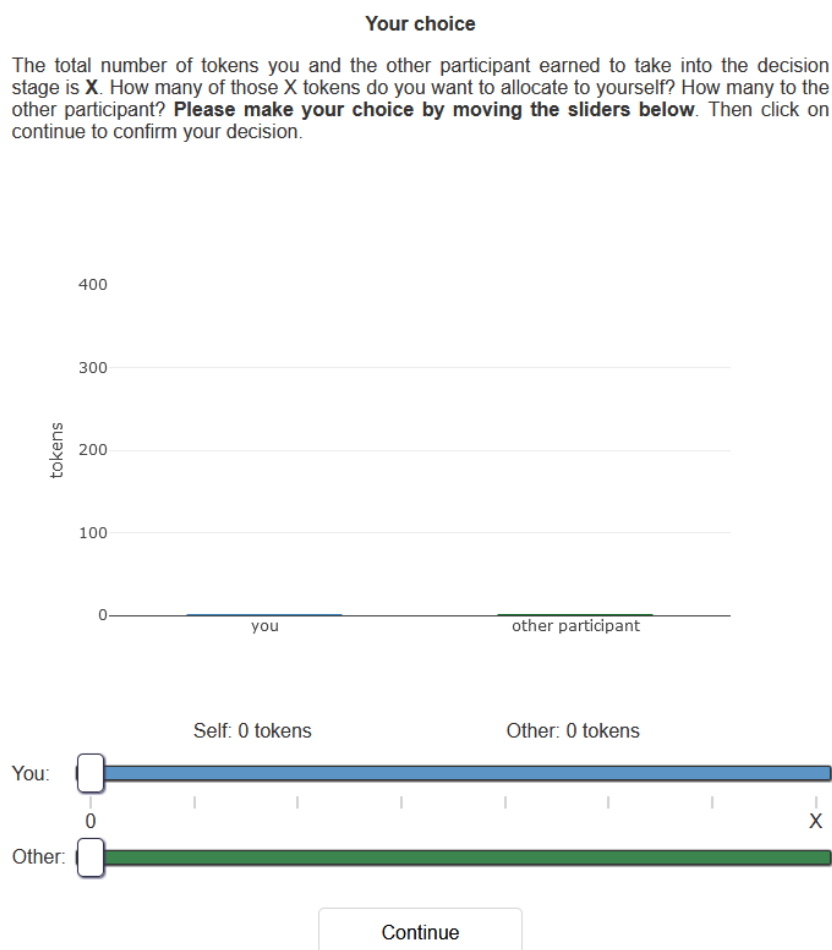 Your choice
The total number of tokens you and the other participant earned to take into the decision
stage is X. How many of those X tokens do you want to allocate to yourself? How many to the
other participant? Please make your choice by moving the sliders below. Then click on
continue to confirm your decision.
400
300
200
100
0
tokens
you other participant
Self: 0 tokens Other: 0 tokens
You:
0 X
Other:
Continue